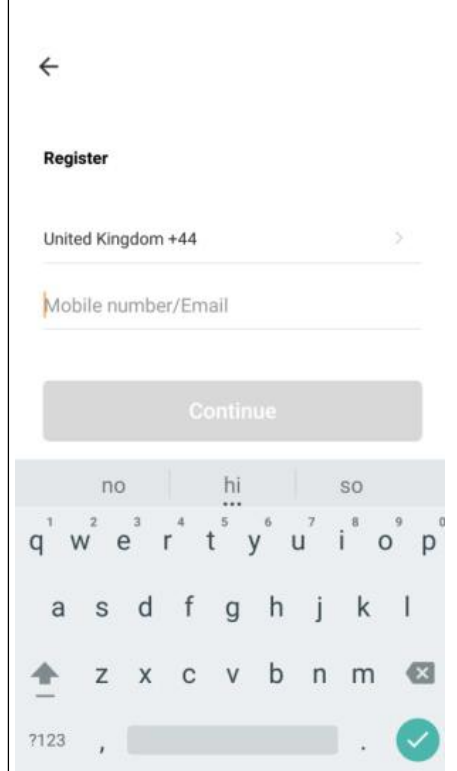 Register
United Kingdom +44
Mobile number/Email
Continue
no hi so
1 2 3 4 5 6 7 8 9 0
q w e r t y u i o p
a s d f g h j k l
z x c v b n m
?123 , .